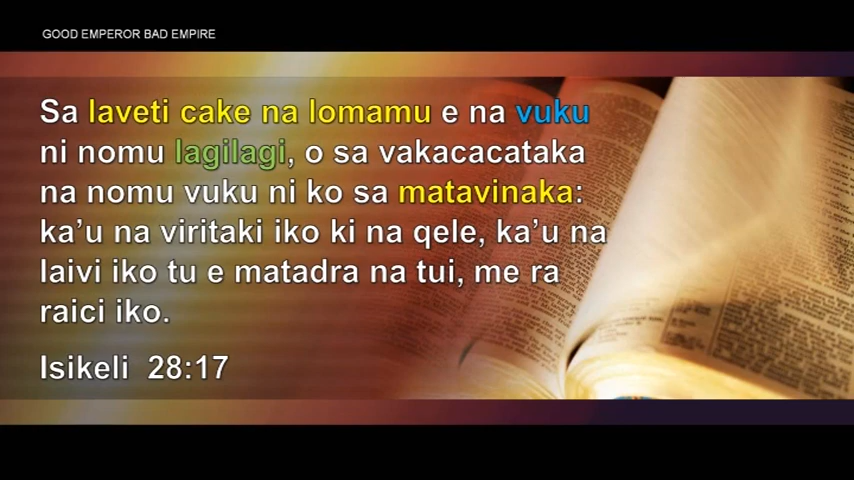 GOOD EMPEROR BAD EMPIRE
Sa laveti cake na lomamu e na vuku
ni nomu lagilagi, o sa vakacacataka
na nomu vuku ni ko sa matavinaka:
ka’u na viritaki iko ki na qele, ka’u na
laivi iko tu e matadra na tui, me ra
raici iko.
Isikeli 28:17